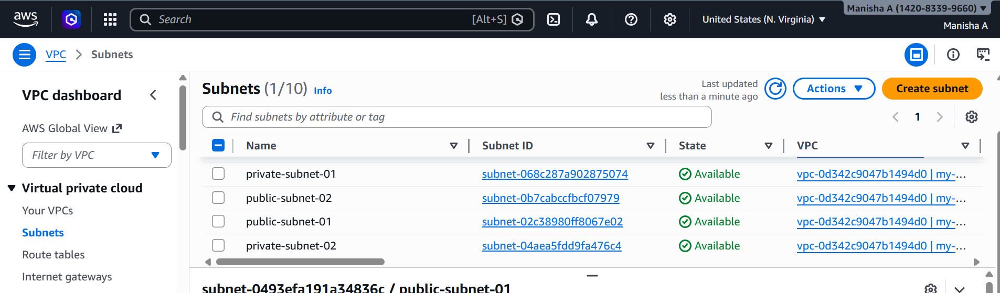 aws
Search
[Alt+S]
United States (N. Virginia)
Manisha A (1420-8339-9660)
Manisha A
VPC
Subnets
VPC dashboard
AWS Global View
Filter by VPC
Virtual private cloud
Your VPCs
Subnets
Route tables
Internet gateways
Subnets (1/10) Info
Last updated
less than a minute ago
Actions
Create subnet
Find subnets by attribute or tag
1
Name Subnet ID State VPC
private-subnet-01 subnet-068c287a902875074 Available vpc-0d342c9047b1494d0 | my-...
public-subnet-02 subnet-0b7cabccfbcf07979 Available vpc-0d342c9047b1494d0 | my-...
public-subnet-01 subnet-02c38980ff8067e02 Available vpc-0d342c9047b1494d0 | my-...
private-subnet-02 subnet-04aea5fdd9fa476c4 Available vpc-0d342c9047b1494d0 | my-...
subnet-0493efa191a34836c / public-subnet-01